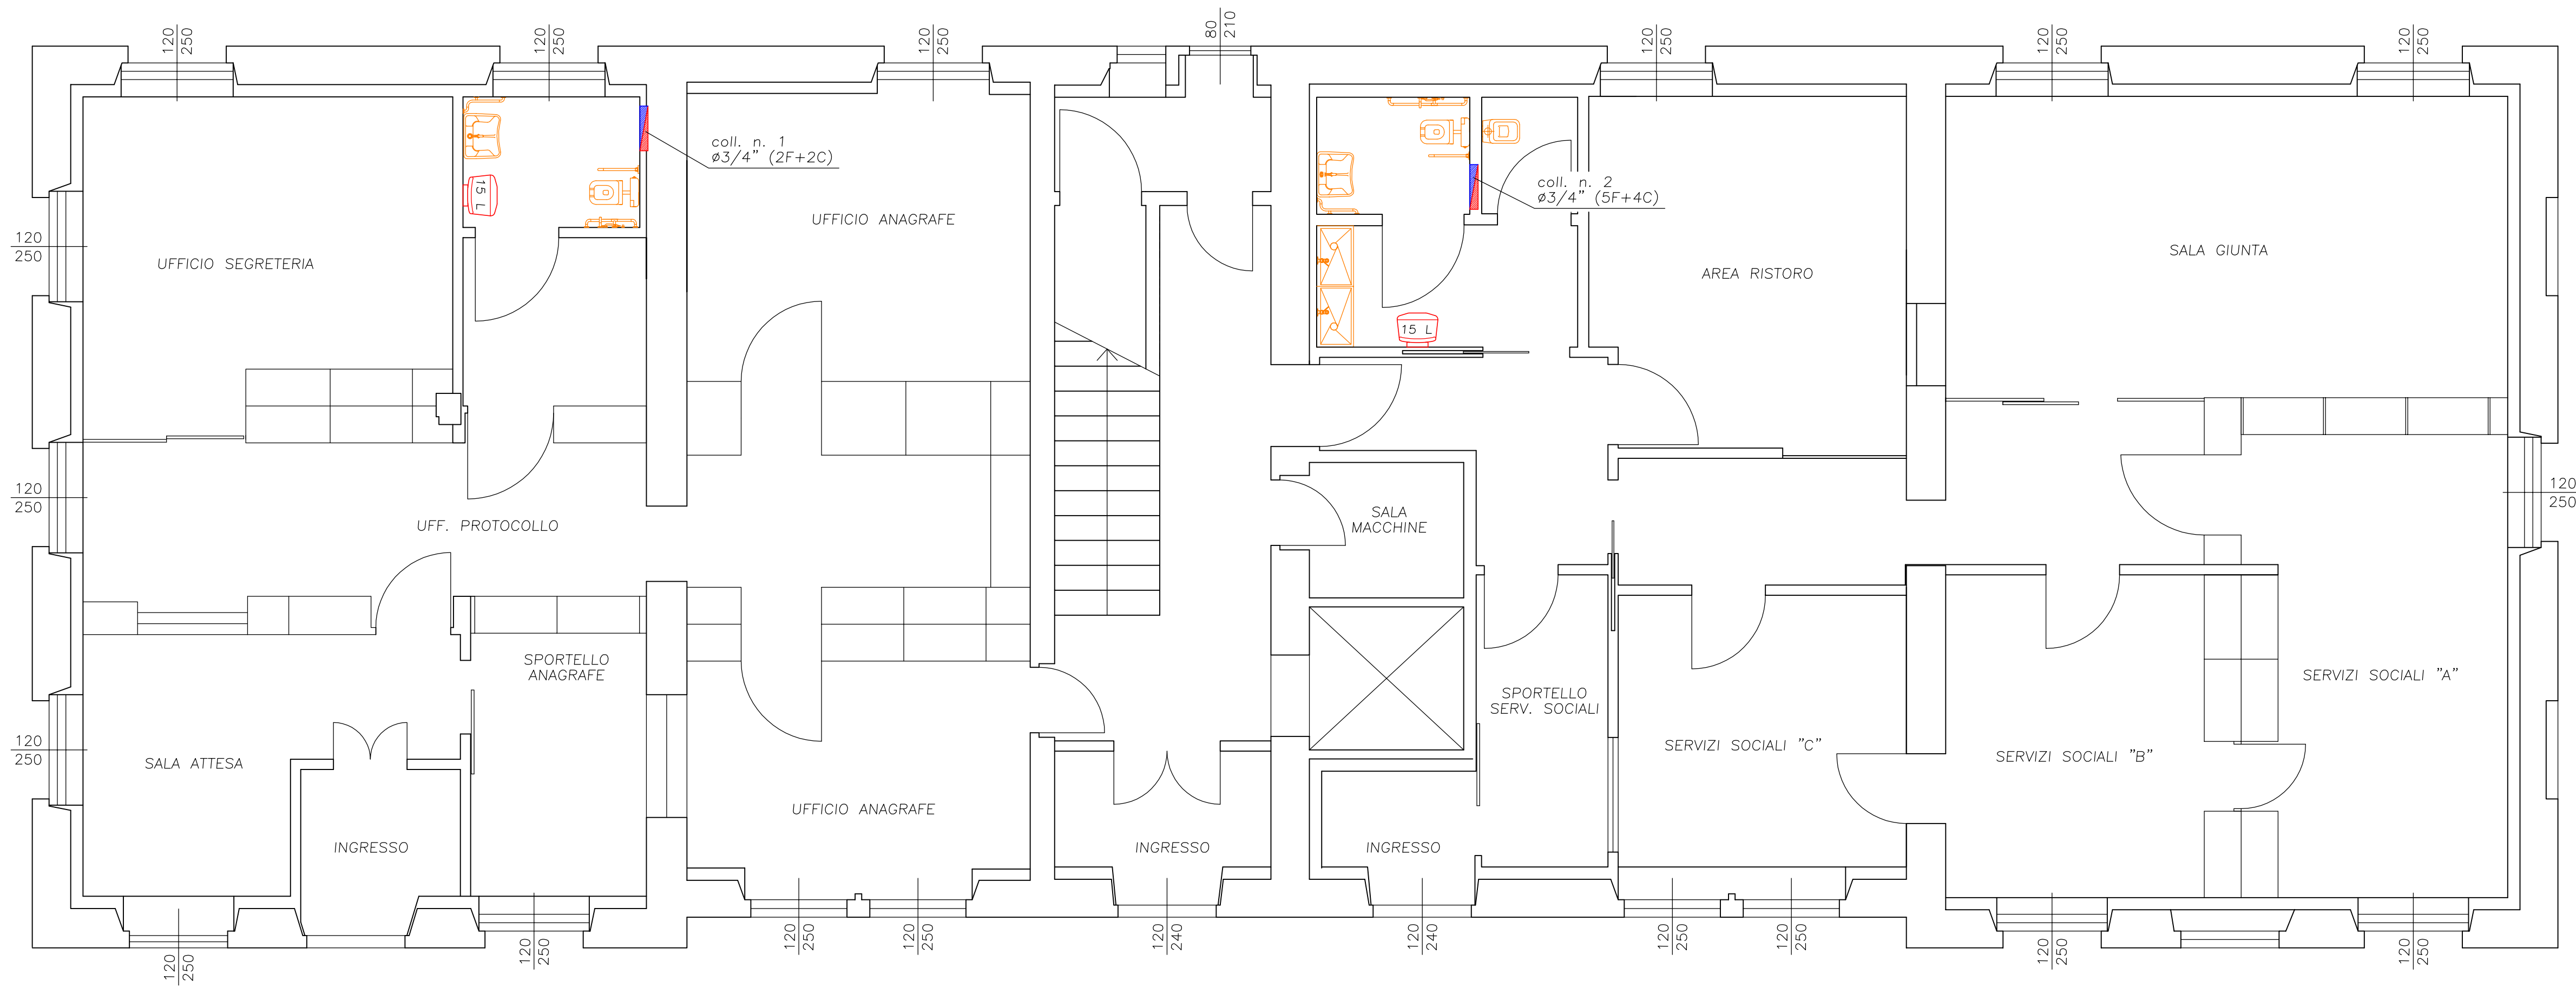 120
250
120
250
120
250
80
210
120
250
120
250
120
250
coll. n. 1
ø3/4" (2F+2C)
15 L
coll. n. 2
ø3/4" (5F+4C)
UFFICIO ANAGRAFE
120
250
UFFICIO SEGRETERIA
SALA GIUNTA
AREA RISTORO
15 L
120
250
UFF. PROTOCOLLO
SALA
MACCHINE
120
250
SPORTELLO
ANAGRAFE
SPORTELLO
SERV. SOCIALI
SERVIZI SOCIALI "A"
120
250
SALA ATTESA
SERVIZI SOCIALI "C"
SERVIZI SOCIALI "B"
UFFICIO ANAGRAFE
INGRESSO
INGRESSO
INGRESSO
120
250
120
250
120
250
120
250
120
240
120
240
120
250
120
250
120
250
120
250